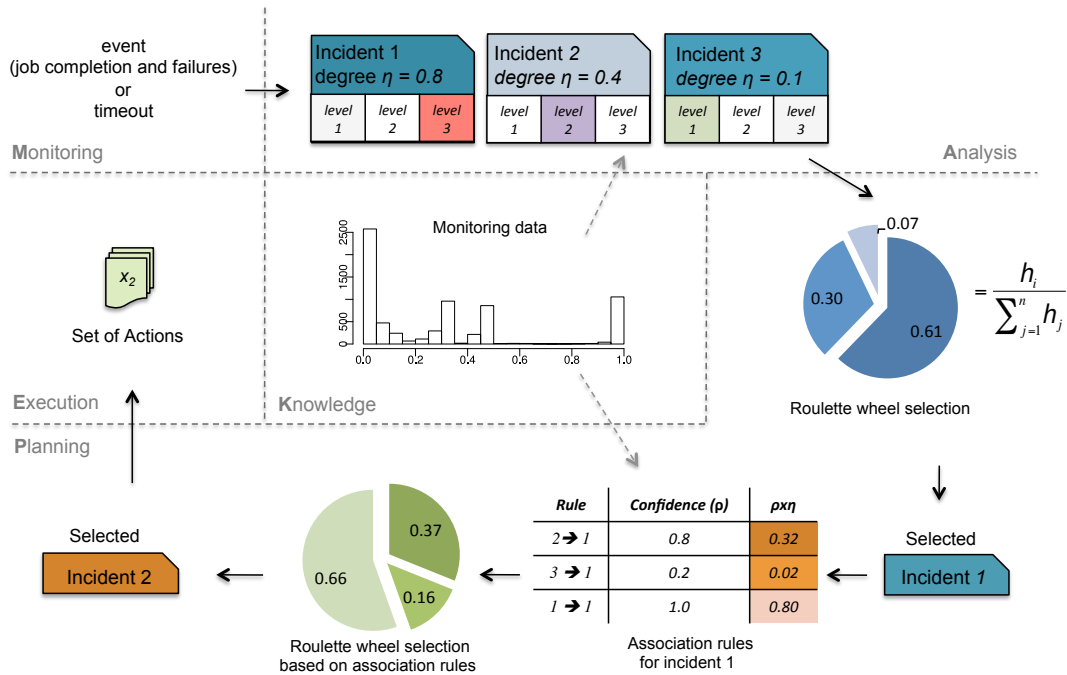 event
(job completion and failures)
or
timeout
Incident 1
degree η = 0.8
level 1
level 2
level 3
Incident 2
degree η = 0.4
level 1
level 2
level 3
Incident 3
degree η = 0.1
level 1
level 2
level 3
Monitoring
Analysis
Monitoring data
2500
1500
500
0
0.0 0.2 0.4 0.6 0.8 1.0
x2
Set of Actions
0.07
0.30
0.61
= h_i / ∑_{j=1}^{n} h_j
Roulette wheel selection
Execution
Knowledge
Planning
Selected
Incident 2
0.37
0.66
0.16
Roulette wheel selection
based on association rules
Rule Confidence (ρ) ρxη
2 ➔ 1 0.8 0.32
3 ➔ 1 0.2 0.02
1 ➔ 1 1.0 0.80
Association rules
for incident 1
Selected
Incident 1